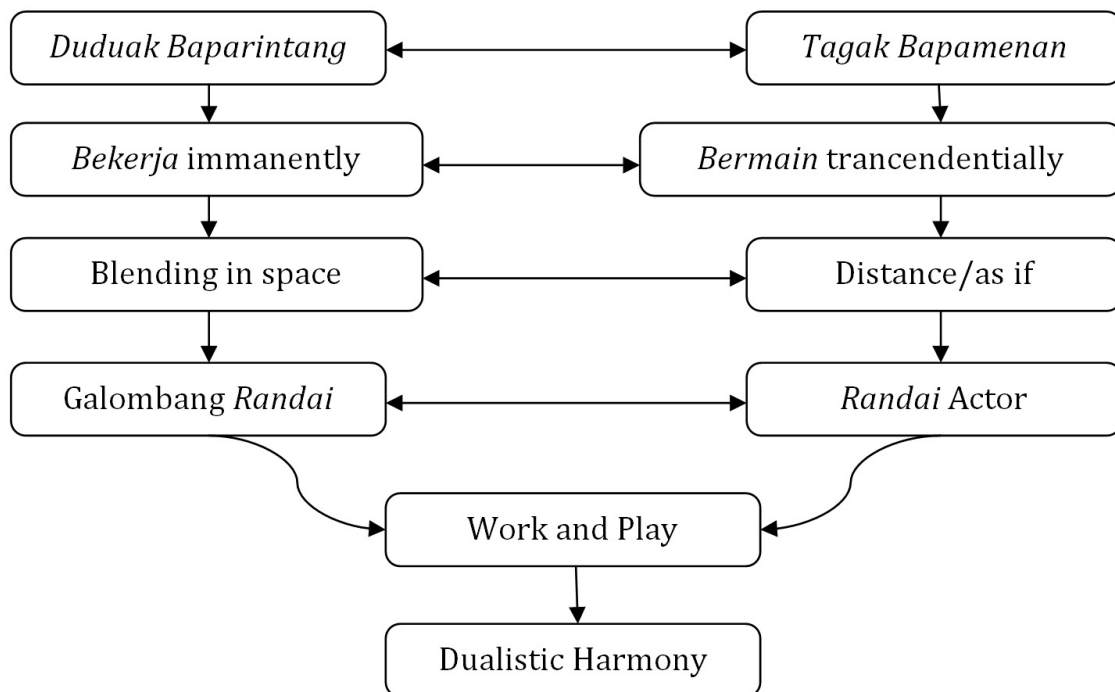 Duduak Baparintang
Tagak Bapamenan
Bekerja immanently
Bermain trancendentially
Blending in space
Distance/as if
Galombang Randai
Randai Actor
Work and Play
Dualistic Harmony